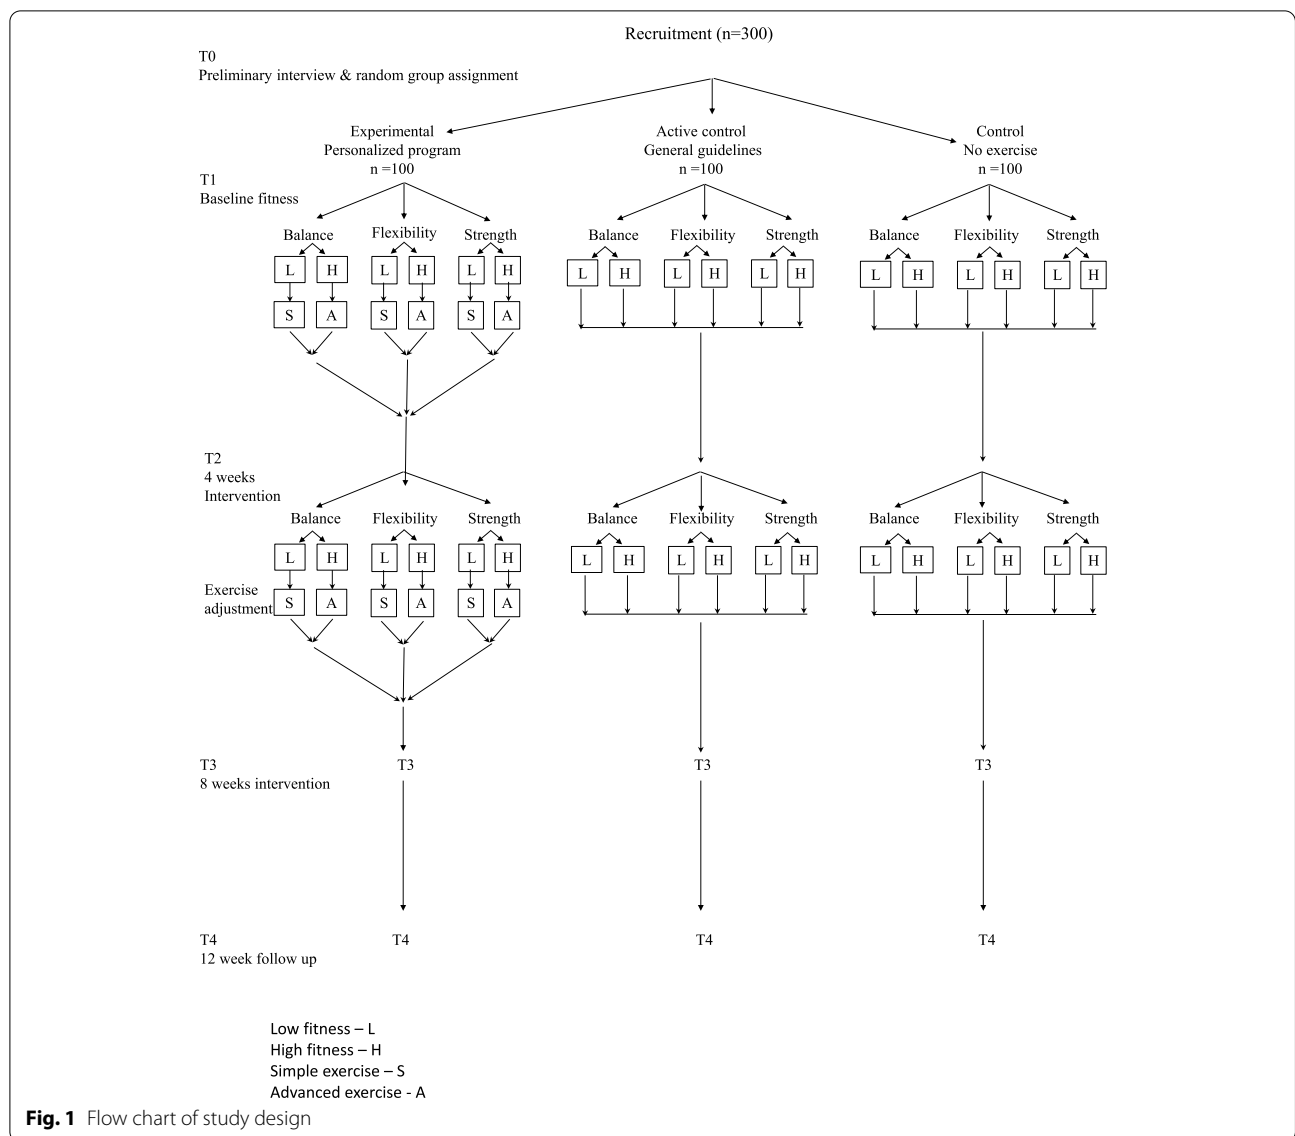 Recruitment (n=300)
T0
Preliminary interview & random group assignment
Experimental
Personalized program
n =100
Active control
General guidelines
n =100
Control
No exercise
n =100
T1
Baseline fitness
Balance Flexibility Strength Balance Flexibility Strength Balance Flexibility Strength
L H L H L H L H L H L H L H L H L H
S A S A S A
T2
4 weeks
Intervention
Balance Flexibility Strength Balance Flexibility Strength Balance Flexibility Strength
L H L H L H L H L H L H L H L H L H
Exercise
adjustment
S A S A S A
T3 T3 T3 T3
8 weeks intervention
T4 T4 T4 T4
12 week follow up
Low fitness – L
High fitness – H
Simple exercise – S
Advanced exercise - A
Fig. 1 Flow chart of study design